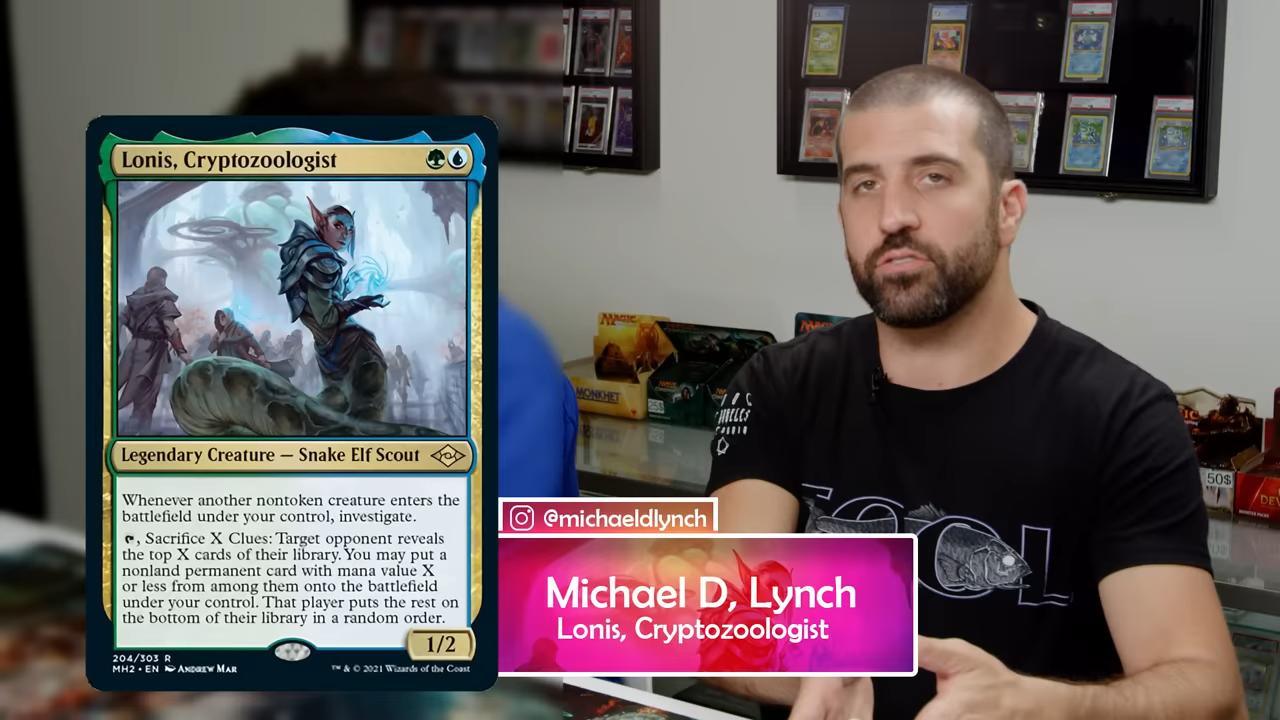 Lonis, Cryptozoologist
Legendary Creature — Snake Elf Scout
Whenever another nontoken creature enters the
battlefield under your control, investigate.
, Sacrifice X Clues: Target opponent reveals
the top X cards of their library. You may put a
nonland permanent card with mana value X
or less from among them onto the battlefield
under your control. That player puts the rest on
the bottom of their library in a random order.
1/2
204/303 R
MH2 • EN Andrew Mar
™ & © 2021 Wizards of the Coast
@michaeldlynch
Michael D, Lynch
Lonis, Cryptozoologist
MAGIC
MONKHET
TOOL
50$